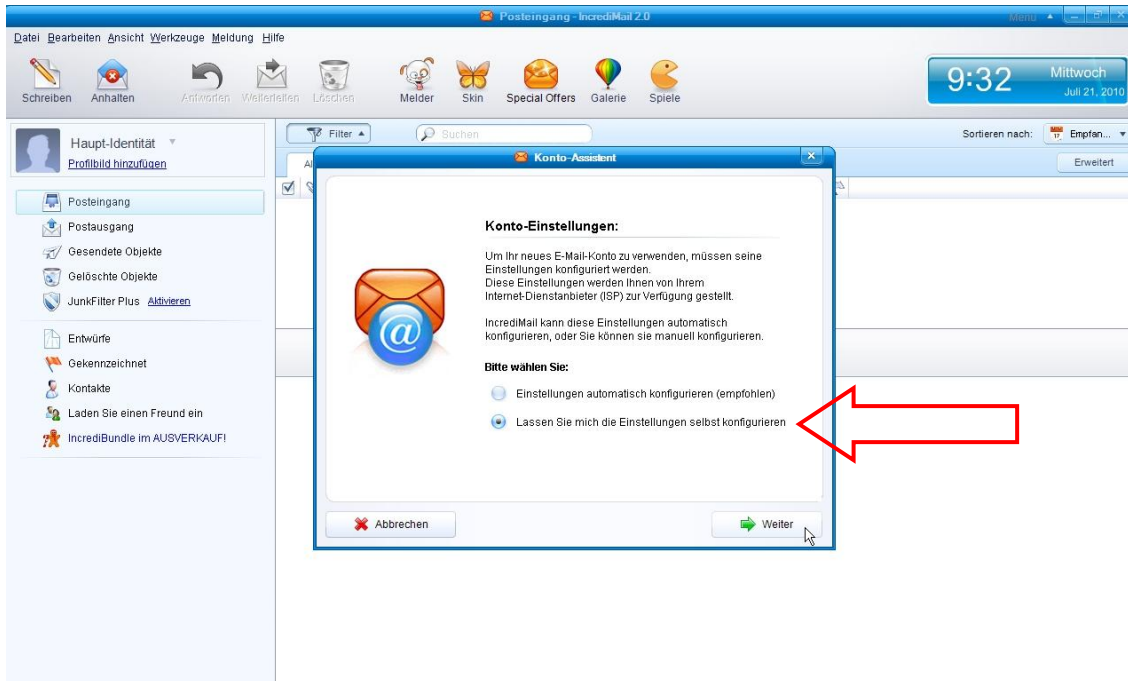 Posteingang - IncrediMail 2.0
Menu
Datei Bearbeiten Ansicht Werkzeuge Meldung Hilfe
Schreiben Anhalten Antworten Weiterleiten Löschen Melder Skin Special Offers Galerie Spiele
9:32 Mittwoch
Juli 21, 2010
Haupt-Identität
Profilbild hinzufügen
Filter Suchen Sortieren nach: Empfan...
Erweitert
Posteingang
Postausgang
Gesendete Objekte
Gelöschte Objekte
JunkFilter Plus Aktivieren
Entwürfe
Gekennzeichnet
Kontakte
Laden Sie einen Freund ein
IncrediBundle im AUSVERKAUF!
Konto-Assistent
Konto-Einstellungen:
Um Ihr neues E-Mail-Konto zu verwenden, müssen seine
Einstellungen konfiguriert werden.
Diese Einstellungen werden Ihnen von Ihrem
Internet-Dienstanbieter (ISP) zur Verfügung gestellt.
IncrediMail kann diese Einstellungen automatisch
konfigurieren, oder Sie können sie manuell konfigurieren.
Bitte wählen Sie:
Einstellungen automatisch konfigurieren (empfohlen)
Lassen Sie mich die Einstellungen selbst konfigurieren
Abbrechen Weiter